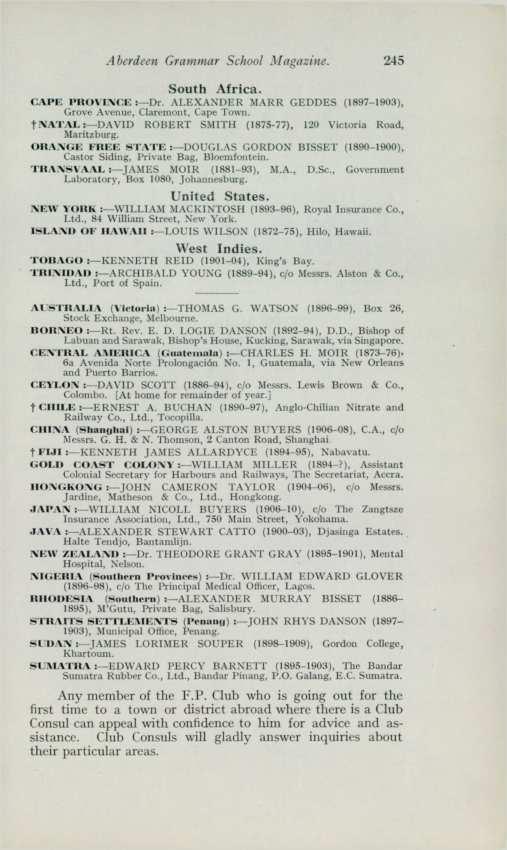 Aberdeen Grammar School Magazine. 245
South Africa.
CAPE PROVINCE :—Dr. ALEXANDER MARR GEDDES (1897–1903),
Grove Avenue, Claremont, Cape Town.
†NATAL :—DAVID ROBERT SMITH (1875-77), 120 Victoria Road,
Maritzburg.
ORANGE FREE STATE :—DOUGLAS GORDON BISSET (1890–1900),
Castor Siding, Private Bag, Bloemfontein.
TRANSVAAL :—JAMES MOIR (1881–93), M.A., D.Sc., Government
Laboratory, Box 1080, Johannesburg.
United States.
NEW YORK :—WILLIAM MACKINTOSH (1893–96), Royal Insurance Co.,
Ltd., 84 William Street, New York.
ISLAND OF HAWAII :—LOUIS WILSON (1872–75), Hilo, Hawaii.
West Indies.
TOBAGO :—KENNETH REID (1901–04), King's Bay.
TRINIDAD :—ARCHIBALD YOUNG (1889–94), c/o Messrs. Alston & Co.,
Ltd., Port of Spain.
AUSTRALIA (Victoria) :—THOMAS G. WATSON (1896–99), Box 26,
Stock Exchange, Melbourne.
BORNEO :—Rt. Rev. E. D. LOGIE DANSON (1892–94), D.D., Bishop of
Labuan and Sarawak, Bishop's House, Kucking, Sarawak, via Singapore.
CENTRAL AMERICA (Guatemala) :—CHARLES H. MOIR (1873–76),
6a Avenida Norte Prolongación No. 1, Guatemala, via New Orleans
and Puerto Barrios.
CEYLON :—DAVID SCOTT (1886–94), c/o Messrs. Lewis Brown & Co.,
Colombo. [At home for remainder of year.]
† CHILE :—ERNEST A. BUCHAN (1890–97), Anglo-Chilian Nitrate and
Railway Co., Ltd., Tocopilla.
CHINA (Shanghai) :—GEORGE ALSTON BUYERS (1906–08), C.A., c/o
Messrs. G. H. & N. Thomson, 2 Canton Road, Shanghai
† FIJI :—KENNETH JAMES ALLARDYCE (1894–95), Nabavatu.
GOLD COAST COLONY :—WILLIAM MILLER (1894–?), Assistant
Colonial Secretary for Harbours and Railways, The Secretariat, Accra.
HONGKONG :—JOHN CAMERON TAYLOR (1904–06), c/o Messrs.
Jardine, Matheson & Co., Ltd., Hongkong.
JAPAN :—WILLIAM NICOLL BUYERS (1906–10), c/o The Zangtsze
Insurance Association, Ltd., 750 Main Street, Yokohama.
JAVA :—ALEXANDER STEWART CATTO (1900–03), Djasinga Estates.
Halte Tendjo, Bantamlijn.
NEW ZEALAND :—Dr. THEODORE GRANT GRAY (1895–1901), Mental
Hospital, Nelson.
NIGERIA (Southern Provinces) :—Dr. WILLIAM EDWARD GLOVER
(1896–98), c/o The Principal Medical Officer, Lagos.
RHODESIA (Southern) :—ALEXANDER MURRAY BISSET (1886–
1895), M'Gutu, Private Bag, Salisbury.
STRAITS SETTLEMENTS (Penang) :—JOHN RHYS DANSON (1897–
1903), Municipal Office, Penang.
SUDAN :—JAMES LORIMER SOUPER (1898–1909), Gordon College,
Khartoum.
SUMATRA :—EDWARD PERCY BARNETT (1895–1903), The Bandar
Sumatra Rubber Co., Ltd., Bandar Pinang, P.O. Galang, E.C. Sumatra.
Any member of the F.P. Club who is going out for the
first time to a town or district abroad where there is a Club
Consul can appeal with confidence to him for advice and as-
sistance. Club Consuls will gladly answer inquiries about
their particular areas.